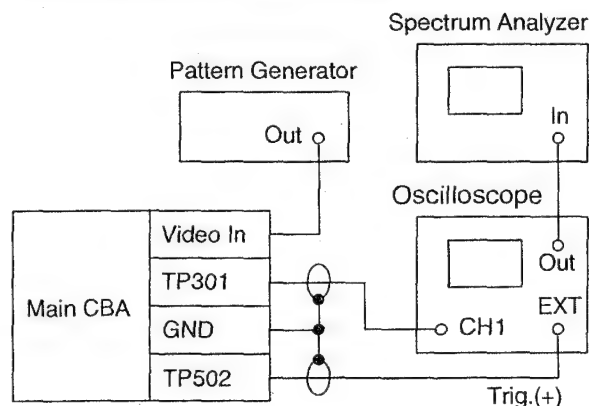 Spectrum Analyzer
Pattern Generator
In
Out
Oscilloscope
Video In
Out
TP301
EXT
Main CBA
GND
CH1
TP502
Trig.(+)